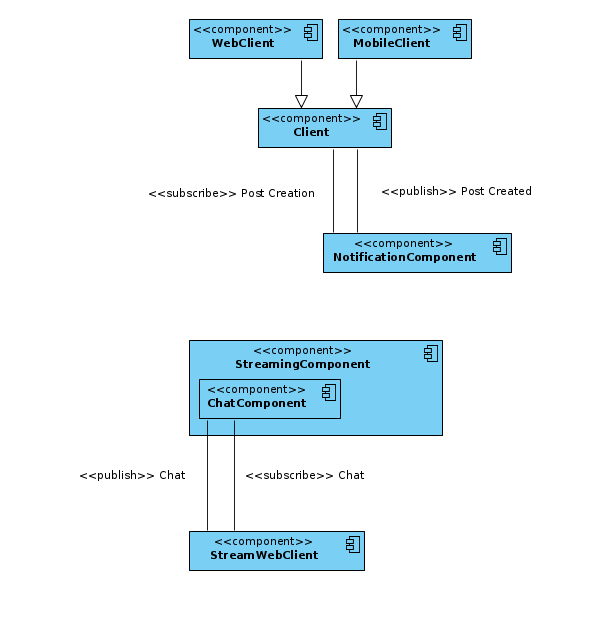 <<component>>
WebClient
<<component>>
MobileClient
<<component>>
Client
<<subscribe>> Post Creation
<<publish>> Post Created
<<component>>
NotificationComponent
<<component>>
StreamingComponent
<<component>>
ChatComponent
<<publish>> Chat
<<subscribe>> Chat
<<component>>
StreamWebClient